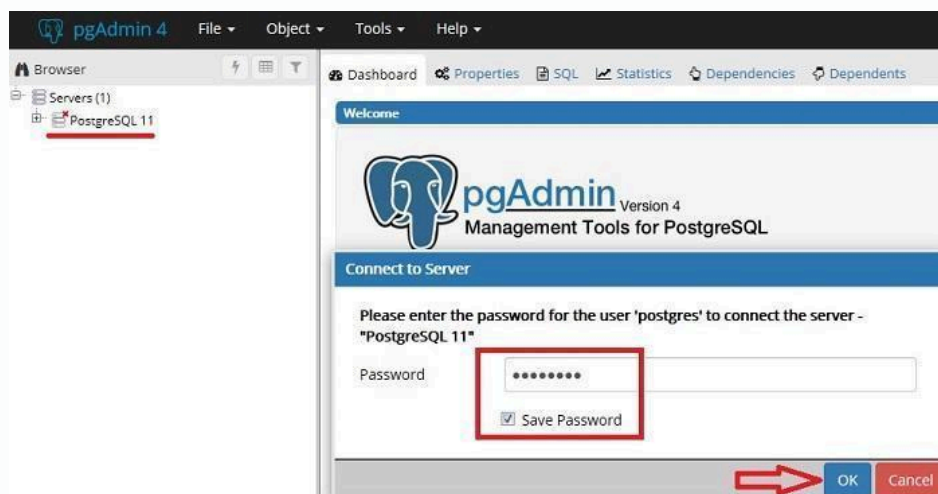 pgAdmin 4 File Object Tools Help
Browser
Dashboard Properties SQL Statistics Dependencies Dependents
Servers (1)
PostgreSQL 11
Welcome
pgAdmin Version 4
Management Tools for PostgreSQL
Connect to Server
Please enter the password for the user 'postgres' to connect the server -
"PostgreSQL 11"
Password ••••••••
Save Password
OK Cancel